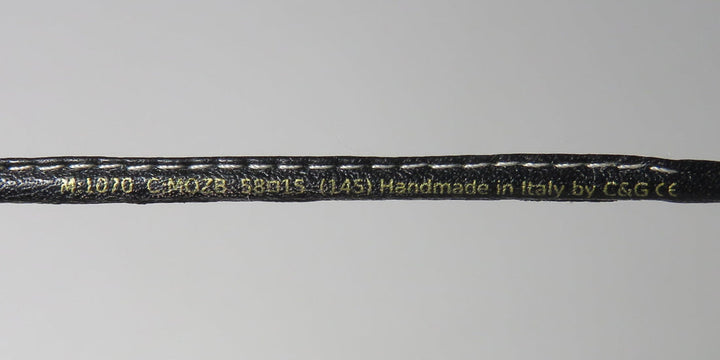 M.1070 C.MOZB 58□15 (145) Handmade in Italy by C&G CE